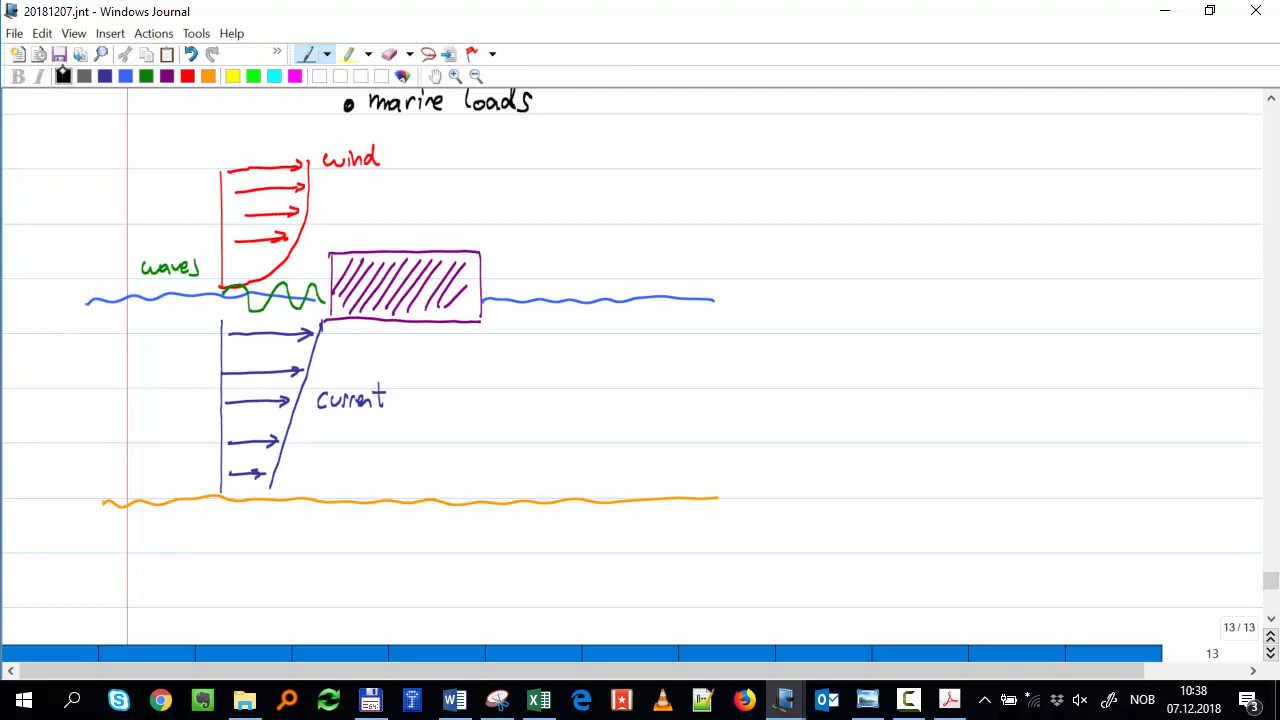 20181207.jnt - Windows Journal
File Edit View Insert Actions Tools Help
B I
• marine loads
wind
waves
current
13 / 13
13
NOB
10:38
07.12.2018
3